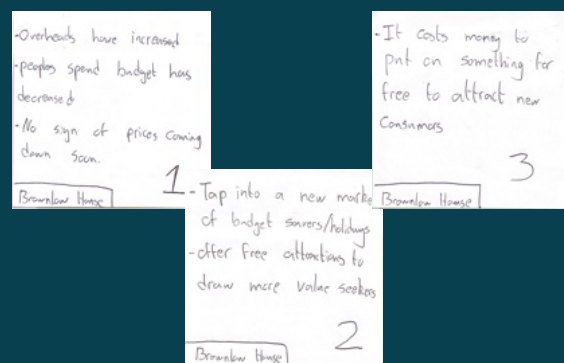 -Overheads have increased
-peoples spend budget has
decreased
-No sign of prices coming
down soon.
1
Brownlow House
-Tap into a new marke
of budget savers/holidays
-offer free attractions to
draw more value seekers
2
Brownlow House
-It costs money to
put on something for
free to attract new
consumers
3
Brownlow House